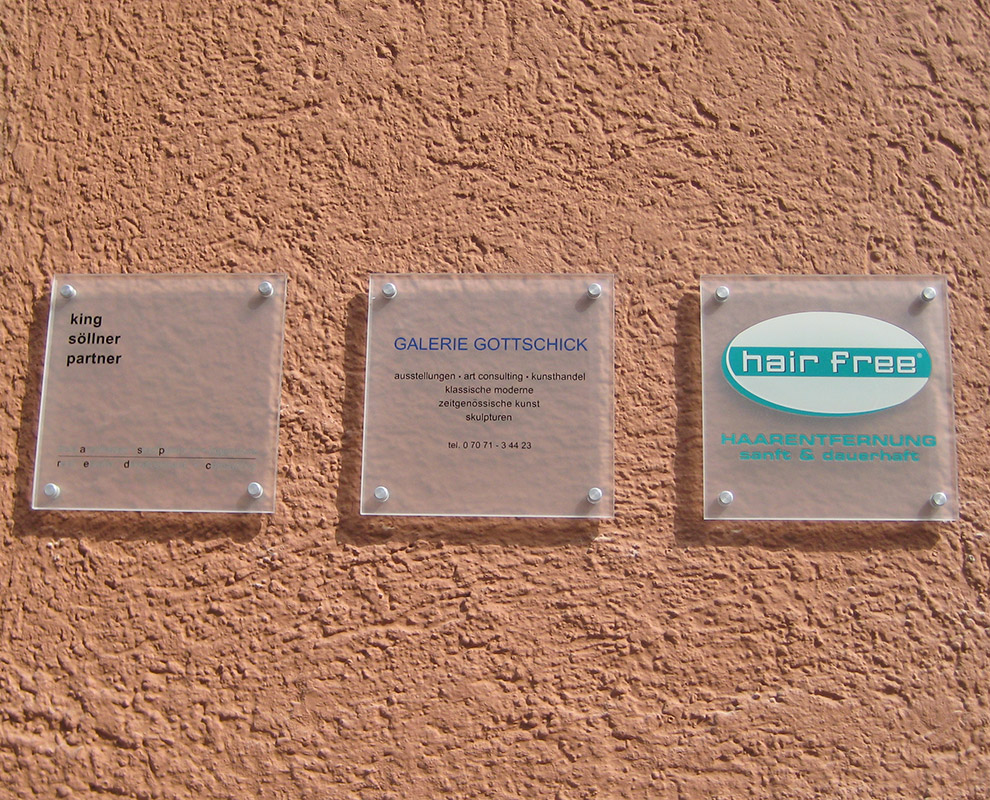 king
söllner
partner
a s p
r e d c
GALERIE GOTTSCHICK
ausstellungen • art consulting • kunsthandel
klassische moderne
zeitgenössische kunst
skulpturen
tel. 0 70 71 - 3 44 23
hair free®
HAARENTFERNUNG
sanft & dauerhaft